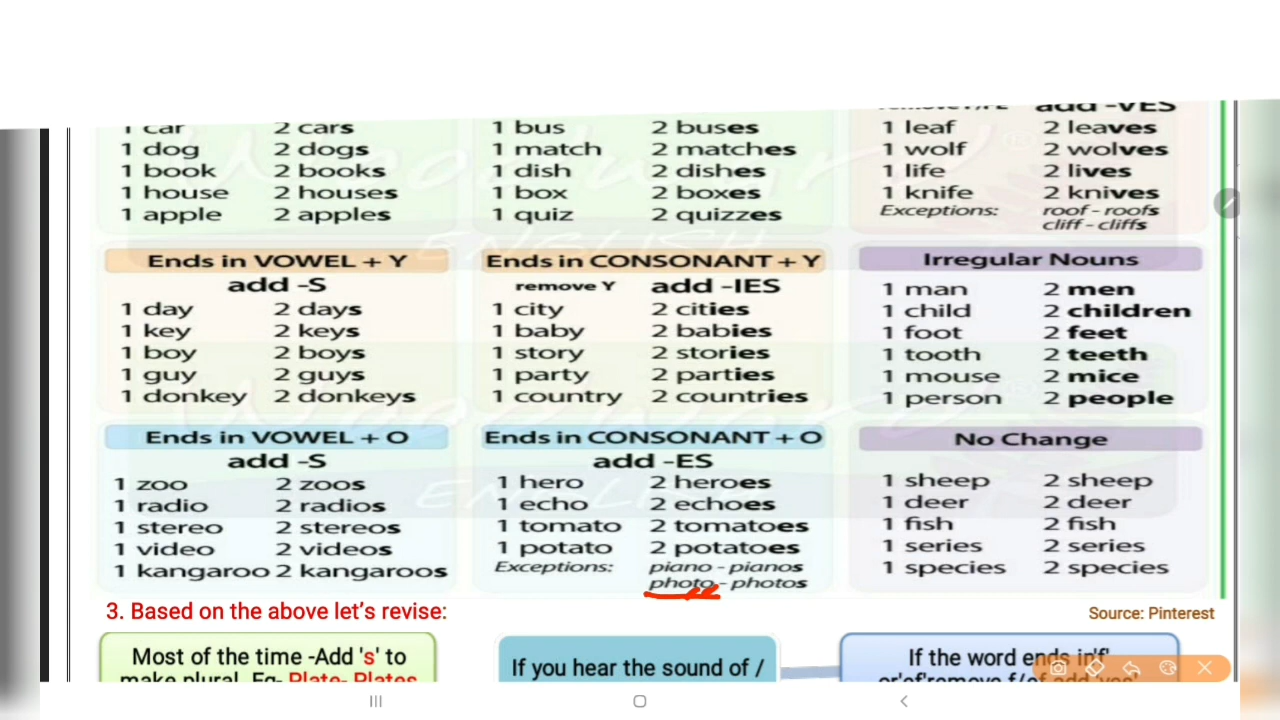 add -VES
1 car 2 cars
1 dog 2 dogs
1 book 2 books
1 house 2 houses
1 apple 2 apples
1 bus 2 buses
1 match 2 matches
1 dish 2 dishes
1 box 2 boxes
1 quiz 2 quizzes
1 leaf 2 leaves
1 wolf 2 wolves
1 life 2 lives
1 knife 2 knives
Exceptions: roof - roofs
cliff - cliffs
Ends in VOWEL + Y
add -S
1 day 2 days
1 key 2 keys
1 boy 2 boys
1 guy 2 guys
1 donkey 2 donkeys
Ends in CONSONANT + Y
remove Y add -IES
1 city 2 cities
1 baby 2 babies
1 story 2 stories
1 party 2 parties
1 country 2 countries
Irregular Nouns
1 man 2 men
1 child 2 children
1 foot 2 feet
1 tooth 2 teeth
1 mouse 2 mice
1 person 2 people
Ends in VOWEL + O
add -S
1 zoo 2 zoos
1 radio 2 radios
1 stereo 2 stereos
1 video 2 videos
1 kangaroo 2 kangaroos
Ends in CONSONANT + O
add -ES
1 hero 2 heroes
1 echo 2 echoes
1 tomato 2 tomatoes
1 potato 2 potatoes
Exceptions: piano - pianos
photo - photos
No Change
1 sheep 2 sheep
1 deer 2 deer
1 fish 2 fish
1 series 2 series
1 species 2 species
3. Based on the above let's revise:
Source: Pinterest
Most of the time -Add 's' to
make plural. Eg- Plate- Plates
If you hear the sound of /
If the word ends in'f'